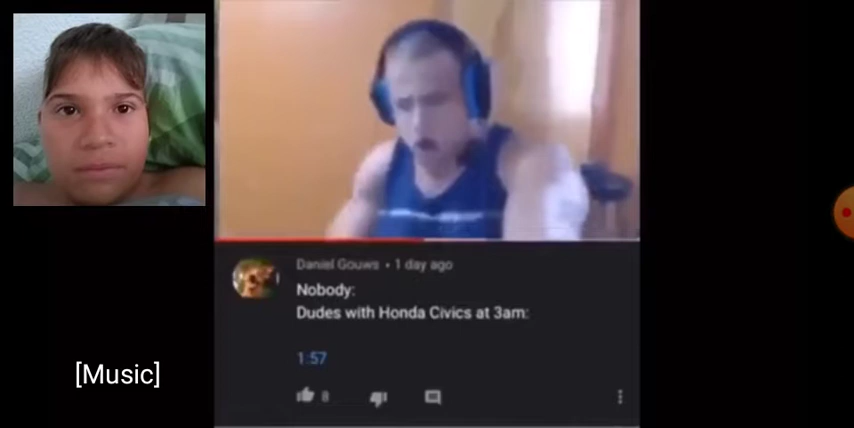 Daniel Gouws • 1 day ago
Nobody:
Dudes with Honda Civics at 3am:
1:57
8
[Music]